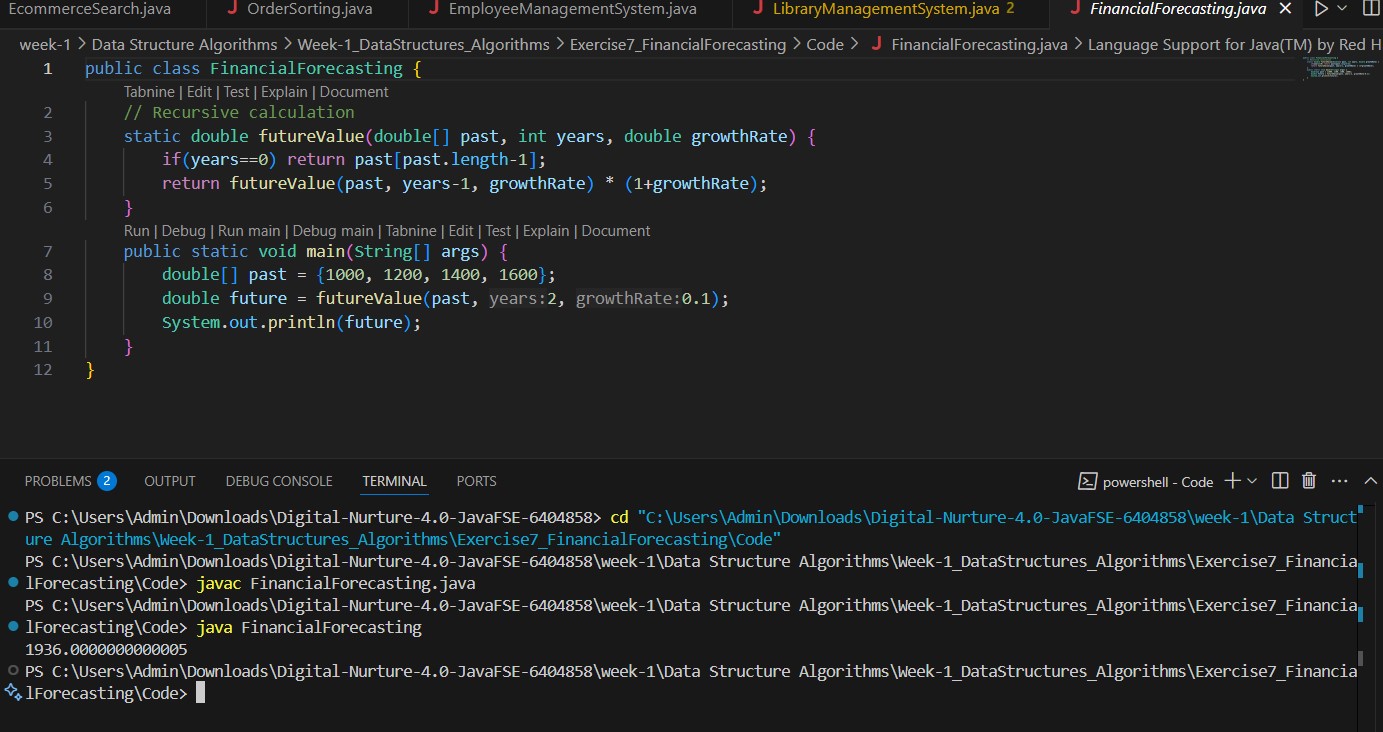 EcommerceSearch.java OrderSorting.java EmployeeManagementSystem.java LibraryManagementSystem.java 2 FinancialForecasting.java
week-1 > Data Structure Algorithms > Week-1_DataStructures_Algorithms > Exercise7_FinancialForecasting > Code > FinancialForecasting.java > Language Support for Java(TM) by Red H
1 public class FinancialForecasting {
Tabnine | Edit | Test | Explain | Document
2 // Recursive calculation
3 static double futureValue(double[] past, int years, double growthRate) {
4 if(years==0) return past[past.length-1];
5 return futureValue(past, years-1, growthRate) * (1+growthRate);
6 }
Run | Debug | Run main | Debug main | Tabnine | Edit | Test | Explain | Document
7 public static void main(String[] args) {
8 double[] past = {1000, 1200, 1400, 1600};
9 double future = futureValue(past, years:2, growthRate:0.1);
10 System.out.println(future);
11 }
12 }
PROBLEMS 2 OUTPUT DEBUG CONSOLE TERMINAL PORTS powershell - Code
PS C:\Users\Admin\Downloads\Digital-Nurture-4.0-JavaFSE-6404858> cd "C:\Users\Admin\Downloads\Digital-Nurture-4.0-JavaFSE-6404858\week-1\Data Struct
ure Algorithms\Week-1_DataStructures_Algorithms\Exercise7_FinancialForecasting\Code"
PS C:\Users\Admin\Downloads\Digital-Nurture-4.0-JavaFSE-6404858\week-1\Data Structure Algorithms\Week-1_DataStructures_Algorithms\Exercise7_Financia
lForecasting\Code> javac FinancialForecasting.java
PS C:\Users\Admin\Downloads\Digital-Nurture-4.0-JavaFSE-6404858\week-1\Data Structure Algorithms\Week-1_DataStructures_Algorithms\Exercise7_Financia
lForecasting\Code> java FinancialForecasting
1936.0000000000005
PS C:\Users\Admin\Downloads\Digital-Nurture-4.0-JavaFSE-6404858\week-1\Data Structure Algorithms\Week-1_DataStructures_Algorithms\Exercise7_Financia
lForecasting\Code>